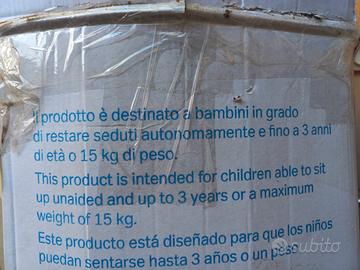 Il prodotto è destinato a bambini in grado
di restare seduti autonomamente e fino a 3 anni
di età o 15 kg di peso.
This product is intended for children able to sit
up unaided and up to 3 years or a maximum
weight of 15 kg.
Este producto está diseñado para que los niños
puedan sentarse hasta 3 años o un peso
subito